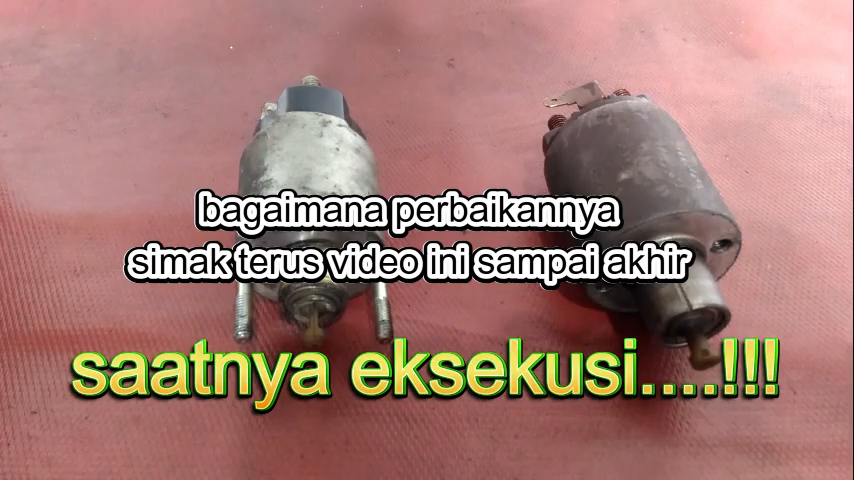 bagaimana perbaikannya
simak terus video ini sampai akhir
saatnya eksekusi....!!!